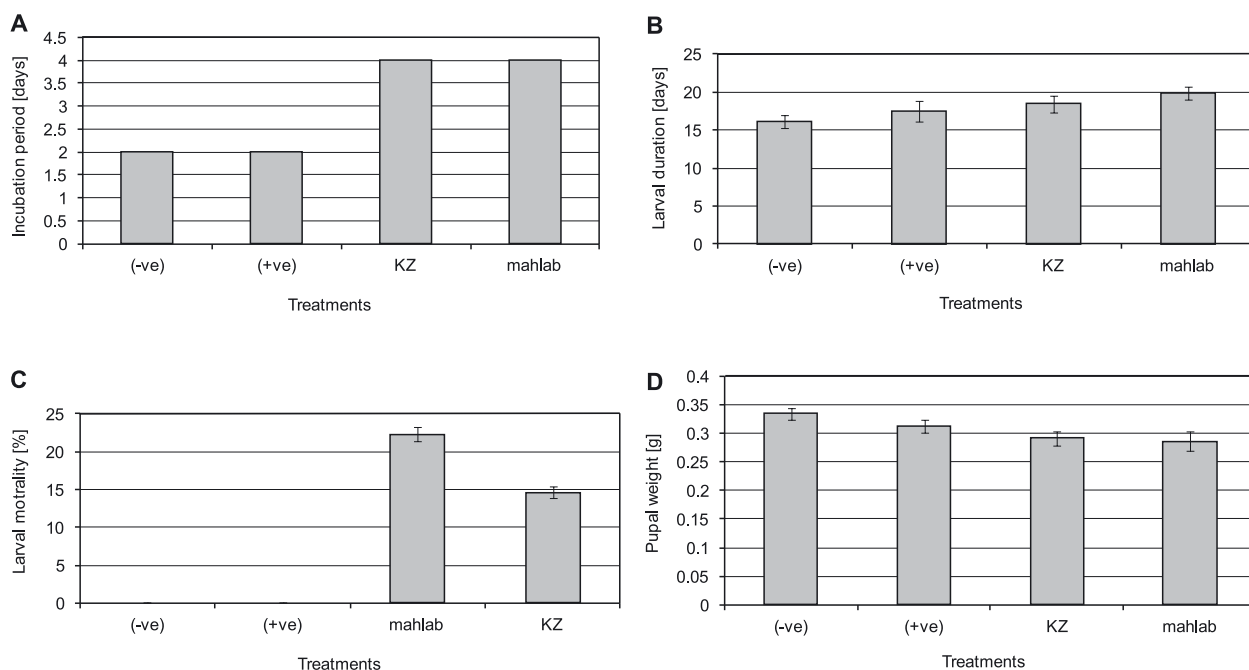 A
Incubation period [days]
4.5
4
3.5
3
2.5
2
1.5
1
0.5
0
(-ve) (+ve) KZ mahlab
Treatments
B
Larval duration [days]
25
20
15
10
5
0
(-ve) (+ve) KZ mahlab
Treatments
C
Larval motrality [%]
25
20
15
10
5
0
(-ve) (+ve) mahlab KZ
Treatments
D
Pupal weight [g]
0.4
0.35
0.3
0.25
0.2
0.15
0.1
0.05
0
(-ve) (+ve) KZ mahlab
Treatments